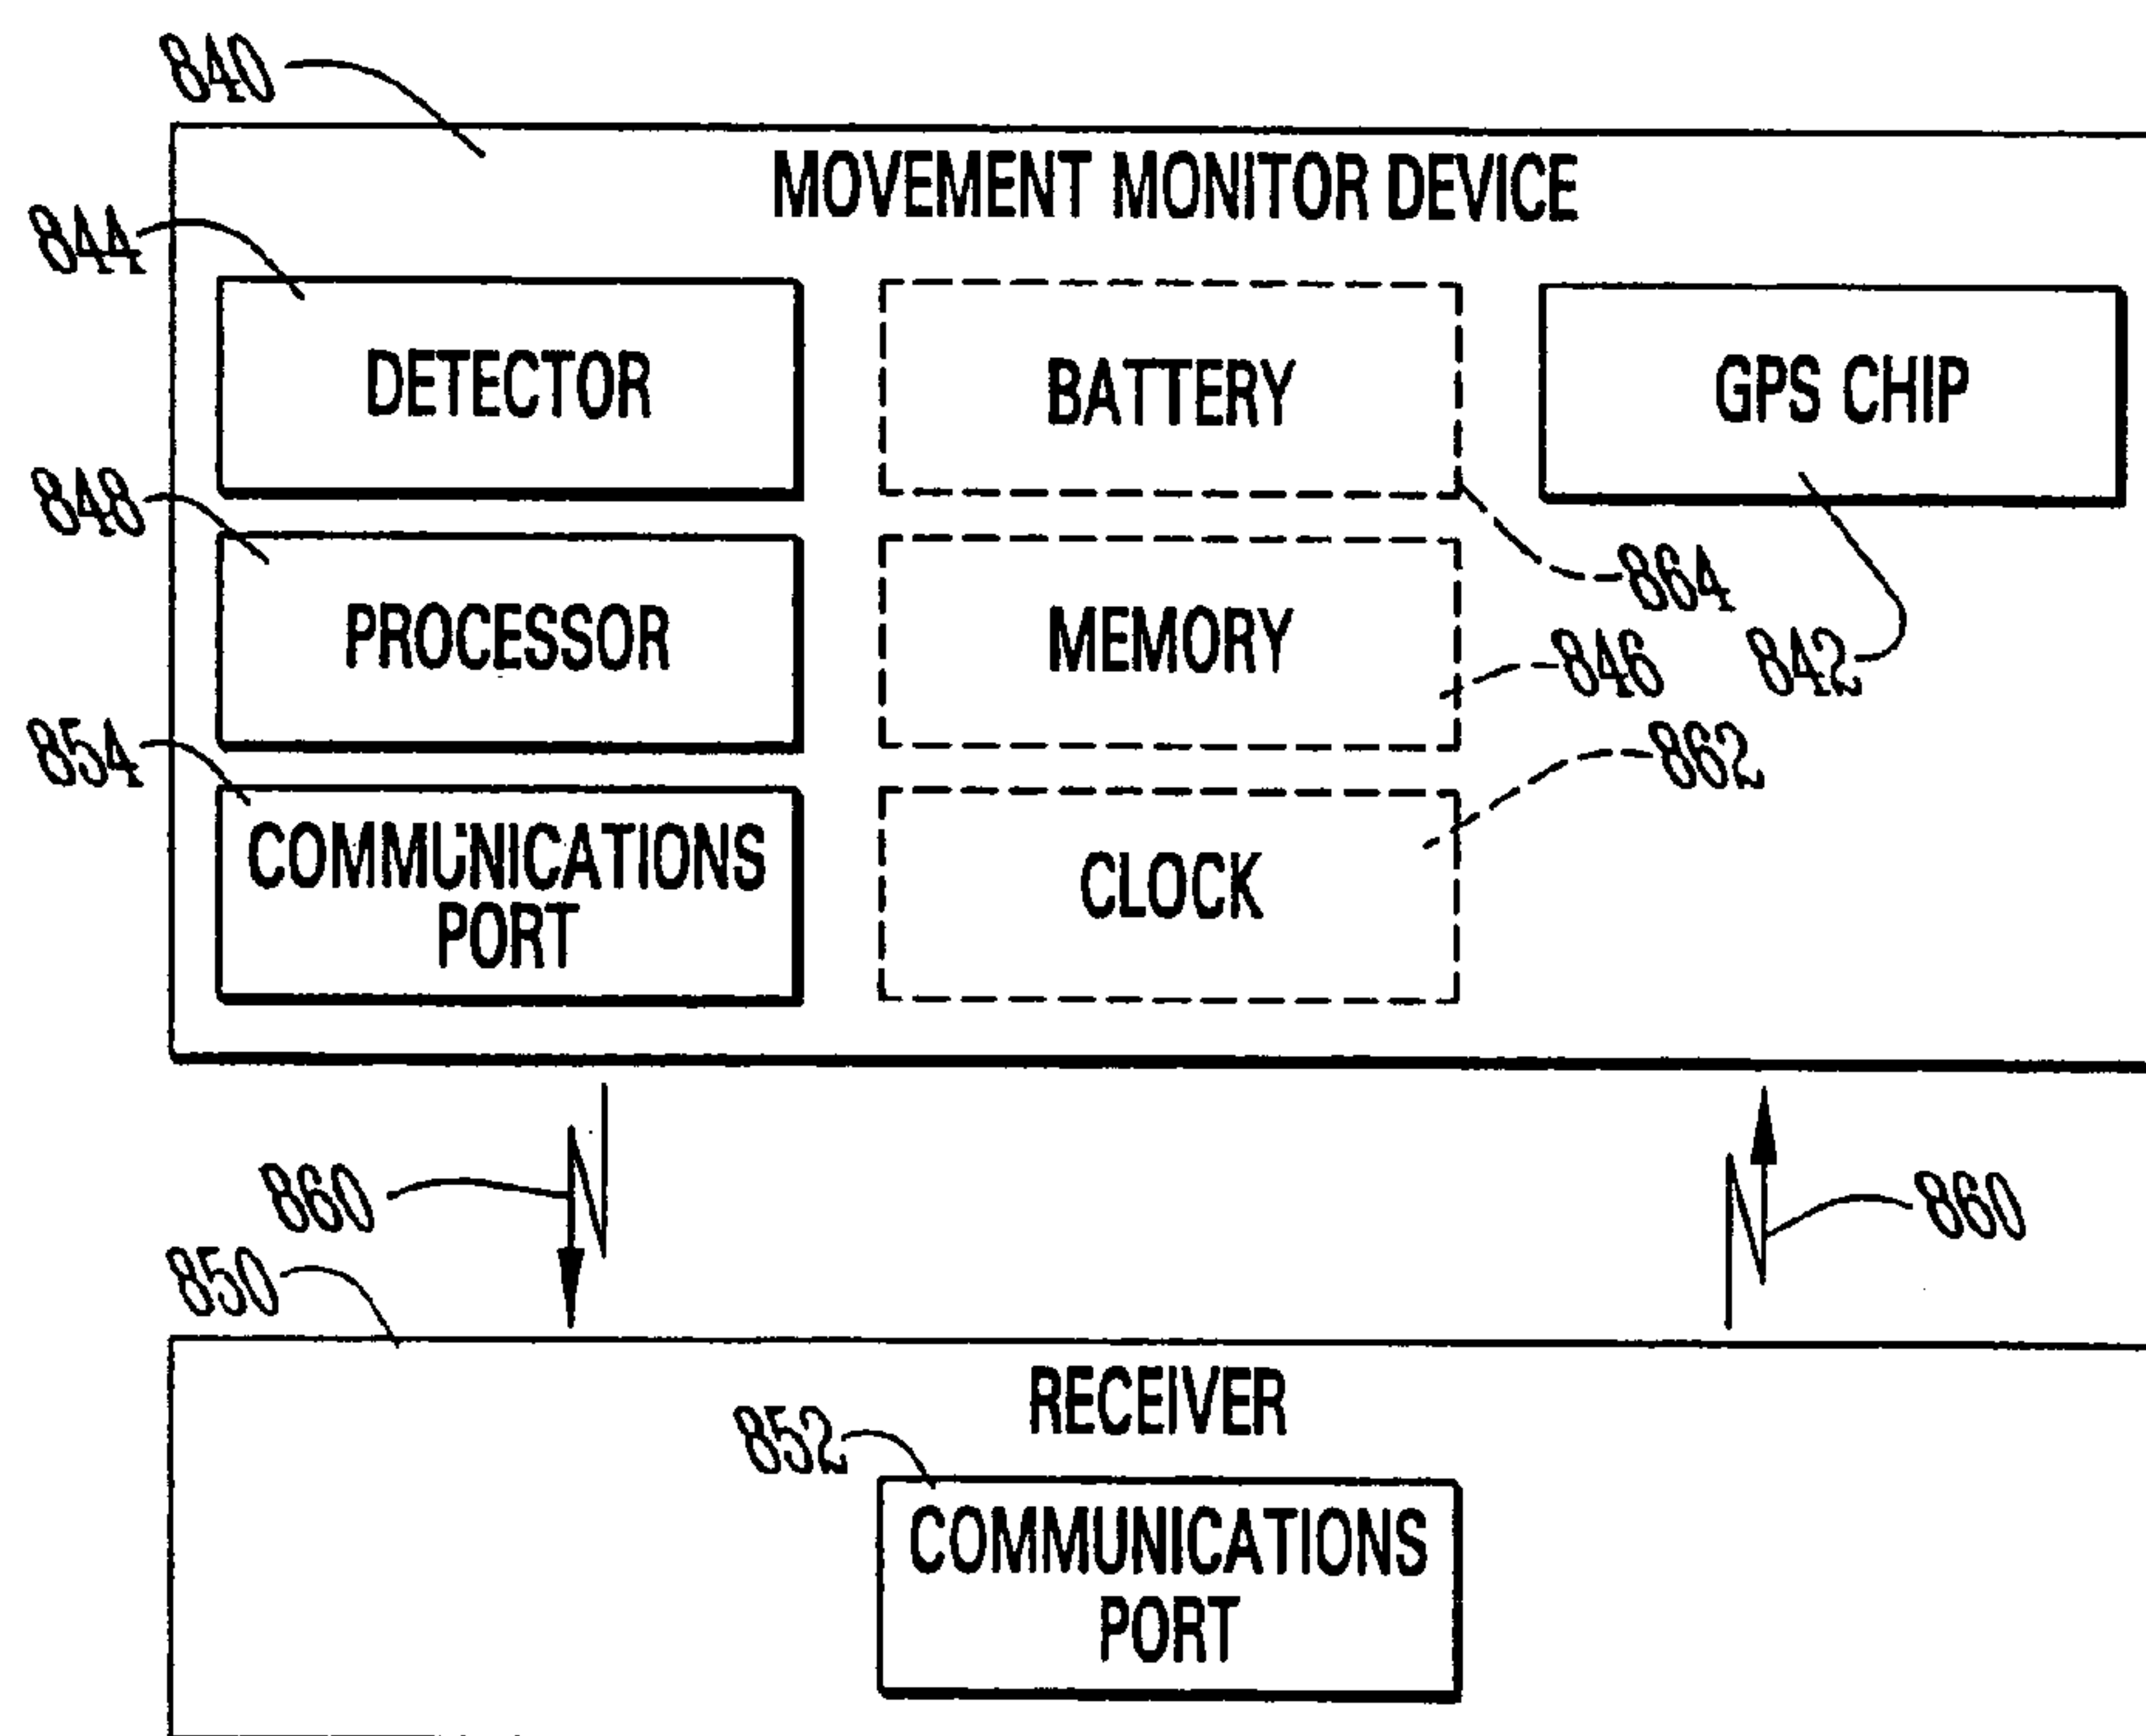 840
MOVEMENT MONITOR DEVICE
844
DETECTOR
BATTERY
GPS CHIP
848
864
PROCESSOR
MEMORY
846
842
854
862
COMMUNICATIONS
PORT
CLOCK
860
860
850
RECEIVER
852
COMMUNICATIONS
PORT